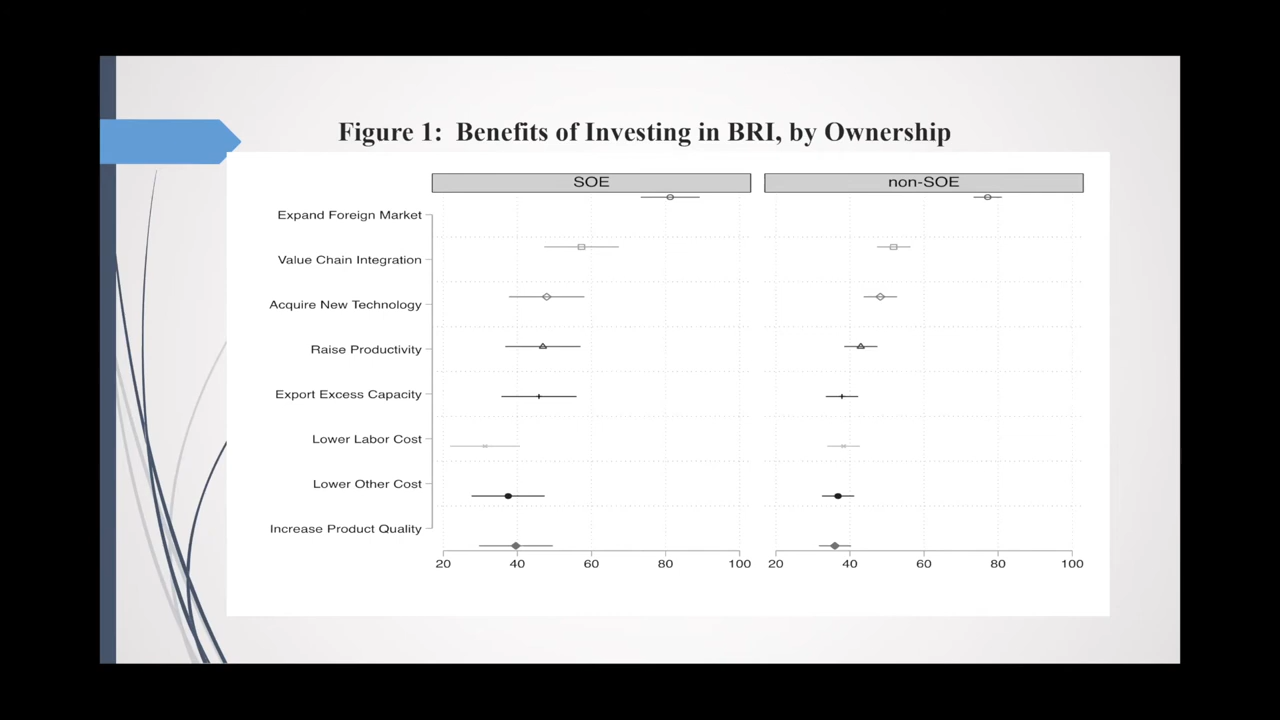 Figure 1:  Benefits of Investing in BRI, by Ownership
SOE
non-SOE
Expand Foreign Market
Value Chain Integration
Acquire New Technology
Raise Productivity
Export Excess Capacity
Lower Labor Cost
Lower Other Cost
Increase Product Quality
20 40 60 80 100
20 40 60 80 100